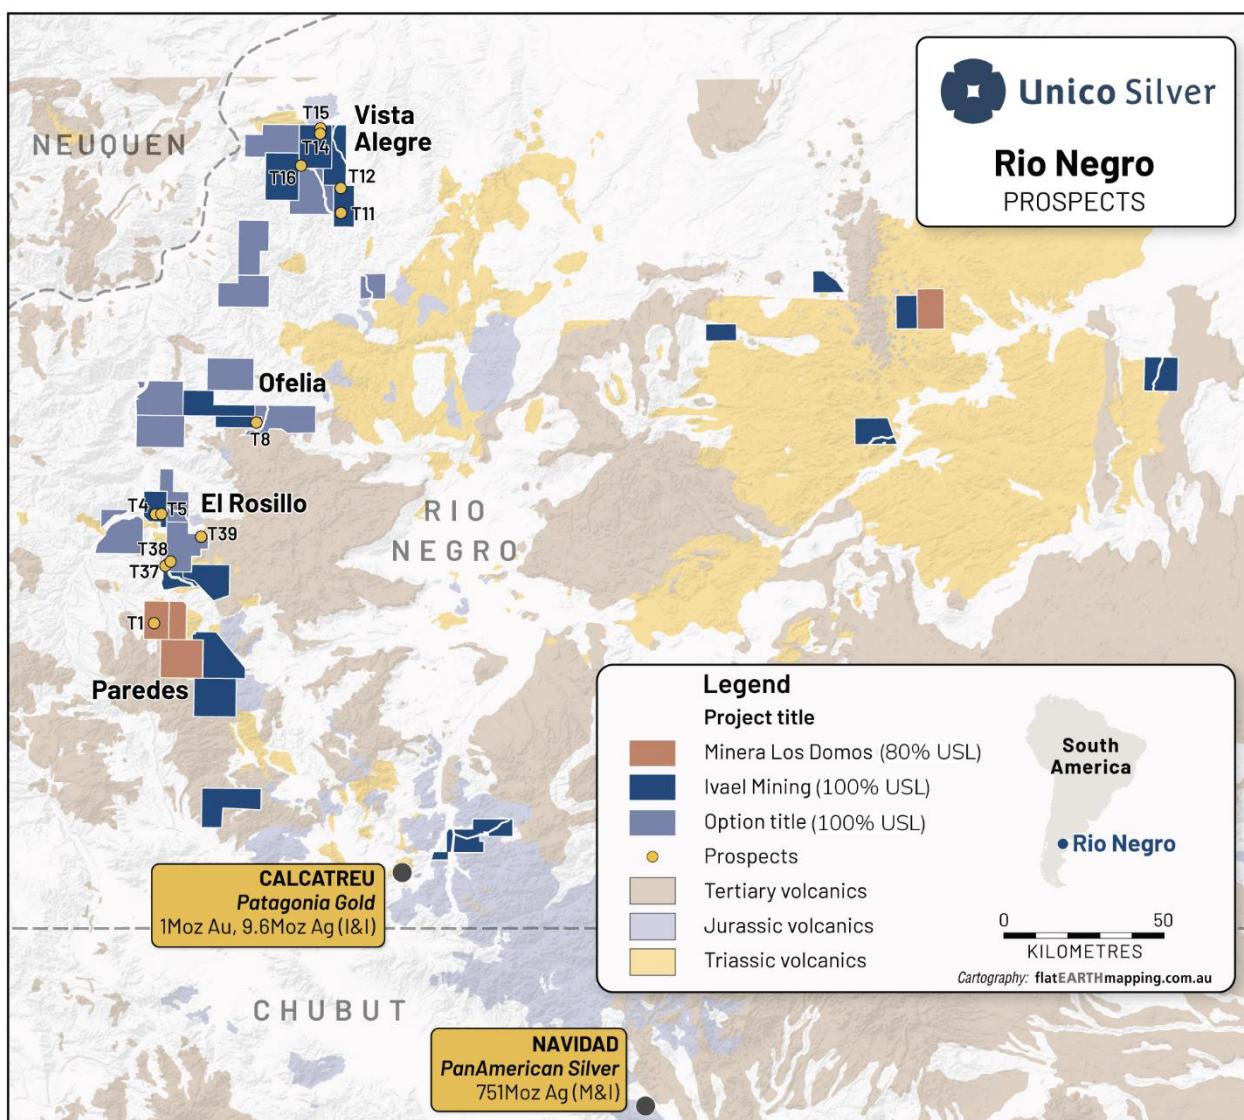 Unico Silver
Rio Negro
PROSPECTS
NEUQUEN
T15
Vista
Alegre
T14
T16
T12
T11
Ofelia
T8
T4
T5
El Rosillo
T39
T38
T37
T1
Paredes
RIO
NEGRO
CALCATREU
Patagonia Gold
1Moz Au, 9.6Moz Ag (I&I)
CHUBUT
NAVIDAD
PanAmerican Silver
751Moz Ag (M&I)
Legend
Project title
Minera Los Domos (80% USL)
Ivael Mining (100% USL)
Option title (100% USL)
Prospects
Tertiary volcanics
Jurassic volcanics
Triassic volcanics
South
America
Rio Negro
0 50
KILOMETRES
Cartography: flatEARTHmapping.com.au